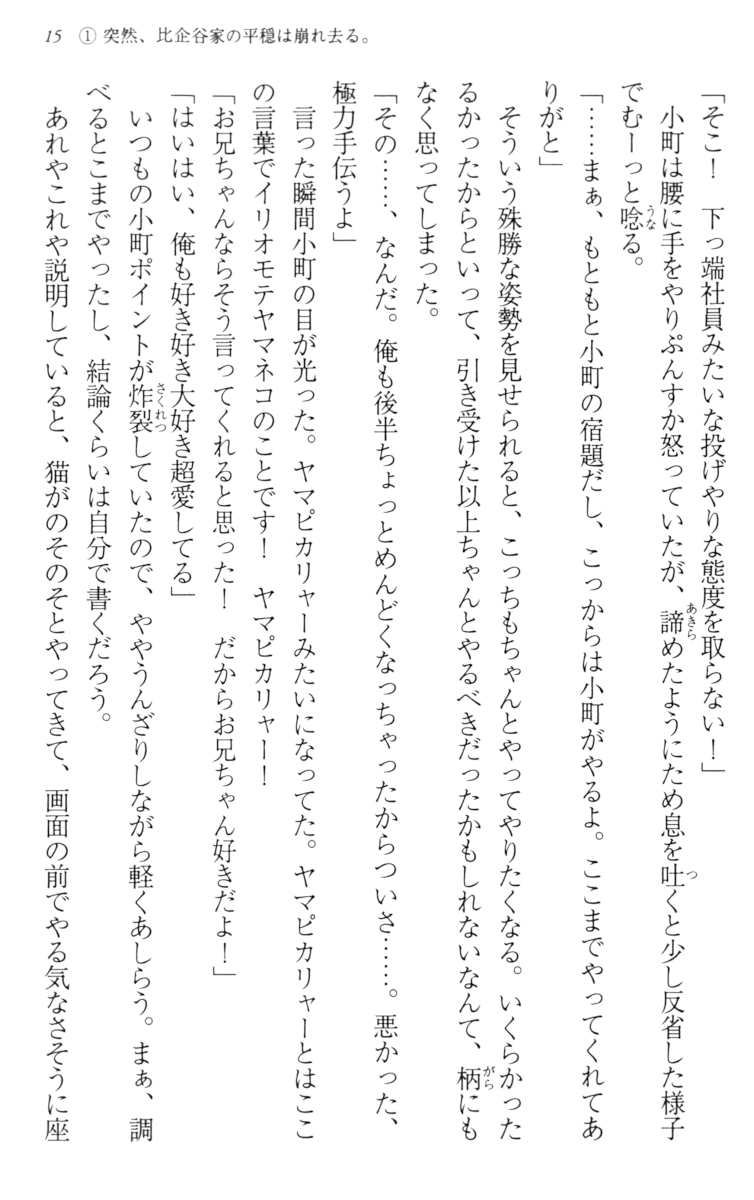 15　① 突然、比企谷家の平穏は崩れ去る。
「そこ！　下っ端社員みたいな投げやりな態度を取らない！」
　小町は腰に手をやりぷんすか怒っていたが、諦めたようにため息を吐くと少し反省した様子
でむーっと唸る。
「……まぁ、もともと小町の宿題だし、こっからは小町がやるよ。ここまでやってくれてあ
りがと」
　そういう殊勝な姿勢を見せられると、こっちもちゃんとやってやりたくなる。いくらかった
るかったからといって、引き受けた以上ちゃんとやるべきだったかもしれないなんて、柄にも
なく思ってしまった。
「その……、なんだ。俺も後半ちょっとめんどくなっちゃったからついさ……。悪かった、
極力手伝うよ」
　言った瞬間小町の目が光った。ヤマピカリャーみたいになってた。ヤマピカリャーとはここ
の言葉でイリオモテヤマネコのことです！　ヤマピカリャー！
「お兄ちゃんならそう言ってくれると思った！　だからお兄ちゃん好きだよ！」
「はいはい、俺も好き好き大好き超愛してる」
　いつもの小町ポイントが炸裂していたので、ややうんざりしながら軽くあしらう。まぁ、調
べるとこまでやったし、結論くらいは自分で書くだろう。
　あれやこれや説明していると、猫がのそのそとやってきて、画面の前でやる気なさそうに座